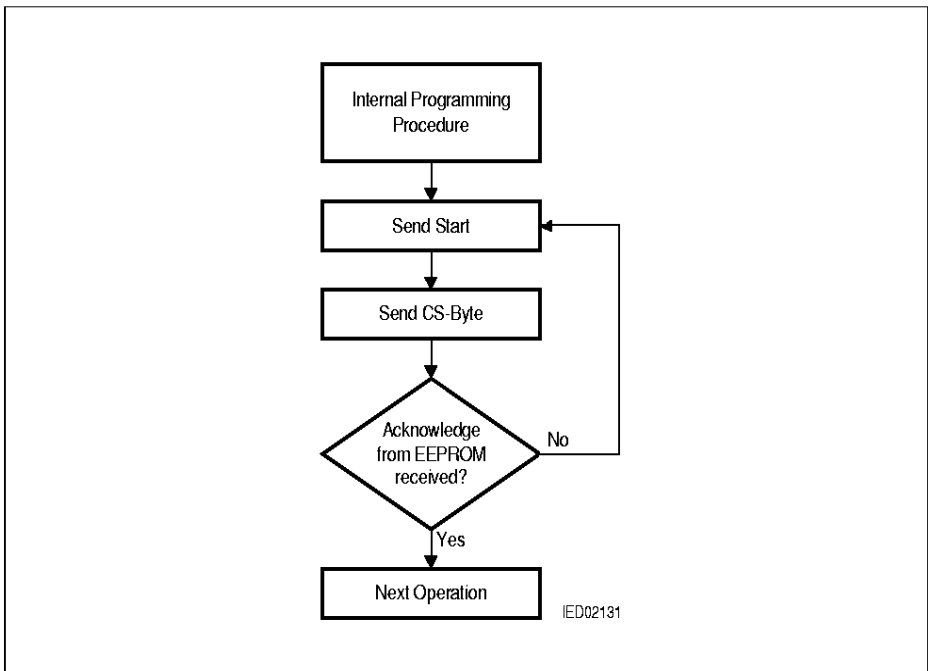 Internal Programming
Procedure
Send Start
Send CS-Byte
Acknowledge
from EEPROM
received?
No
Yes
Next Operation
IED02131